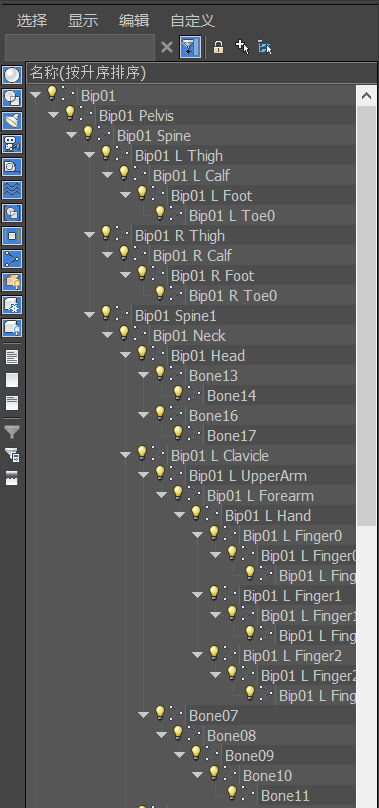 选择 显示 编辑 自定义
名称(按升序排序)
Bip01
Bip01 Pelvis
Bip01 Spine
Bip01 L Thigh
Bip01 L Calf
Bip01 L Foot
Bip01 L Toe0
Bip01 R Thigh
Bip01 R Calf
Bip01 R Foot
Bip01 R Toe0
Bip01 Spine1
Bip01 Neck
Bip01 Head
Bone13
Bone14
Bone16
Bone17
Bip01 L Clavicle
Bip01 L UpperArm
Bip01 L Forearm
Bip01 L Hand
Bip01 L Finger0
Bip01 L Finger0
Bip01 L Fing
Bip01 L Finger1
Bip01 L Finger1
Bip01 L Fing
Bip01 L Finger2
Bip01 L Finger2
Bip01 L Fing
Bone07
Bone08
Bone09
Bone10
Bone11